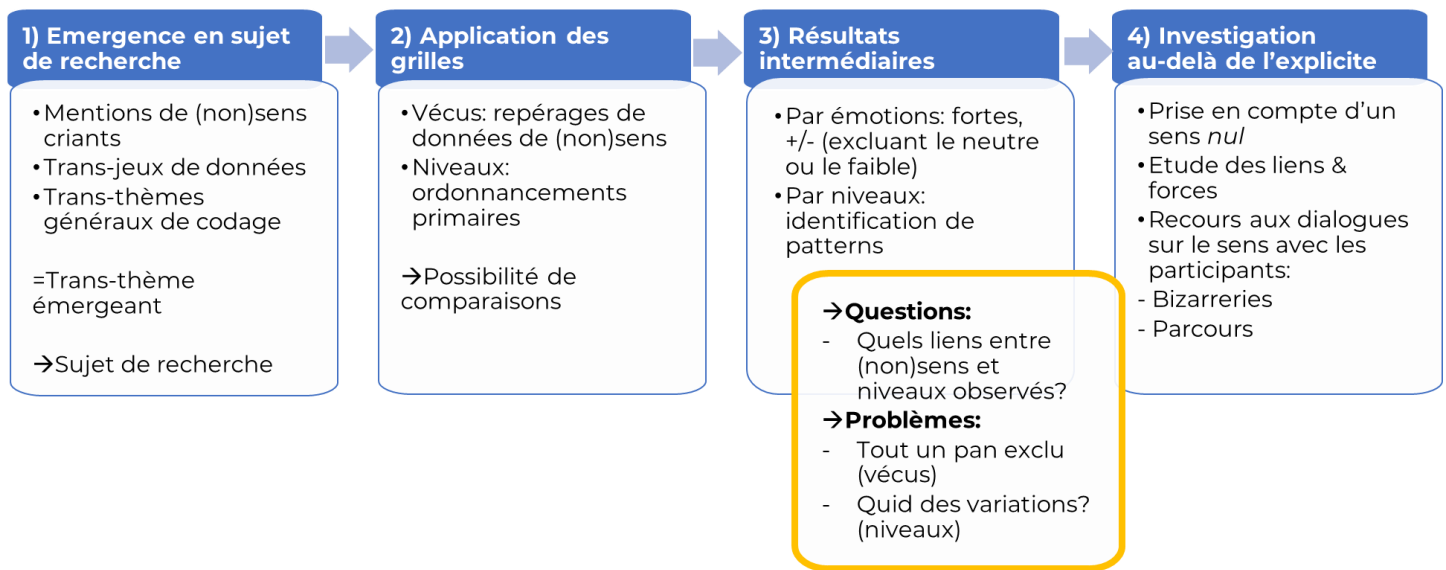 1) Emergence en sujet
de recherche
•Mentions de (non)sens
criants
•Trans-jeux de données
•Trans-thèmes
généraux de codage
=Trans-thème
émergeant
→Sujet de recherche
2) Application des
grilles
•Vécus: repérages de
données de (non)sens
•Niveaux:
ordonnancements
primaires
→Possibilité de
comparaisons
3) Résultats
intermédiaires
•Par émotions: fortes,
+/- (excluant le neutre
ou le faible)
•Par niveaux:
identification de
patterns
→Questions:
- Quels liens entre
(non)sens et
niveaux observés?
→Problèmes:
- Tout un pan exclu
(vécus)
- Quid des variations?
(niveaux)
4) Investigation
au-delà de l’explicite
•Prise en compte d’un
sens nul
•Etude des liens &
forces
•Recours aux dialogues
sur le sens avec les
participants:
- Bizarreries
- Parcours